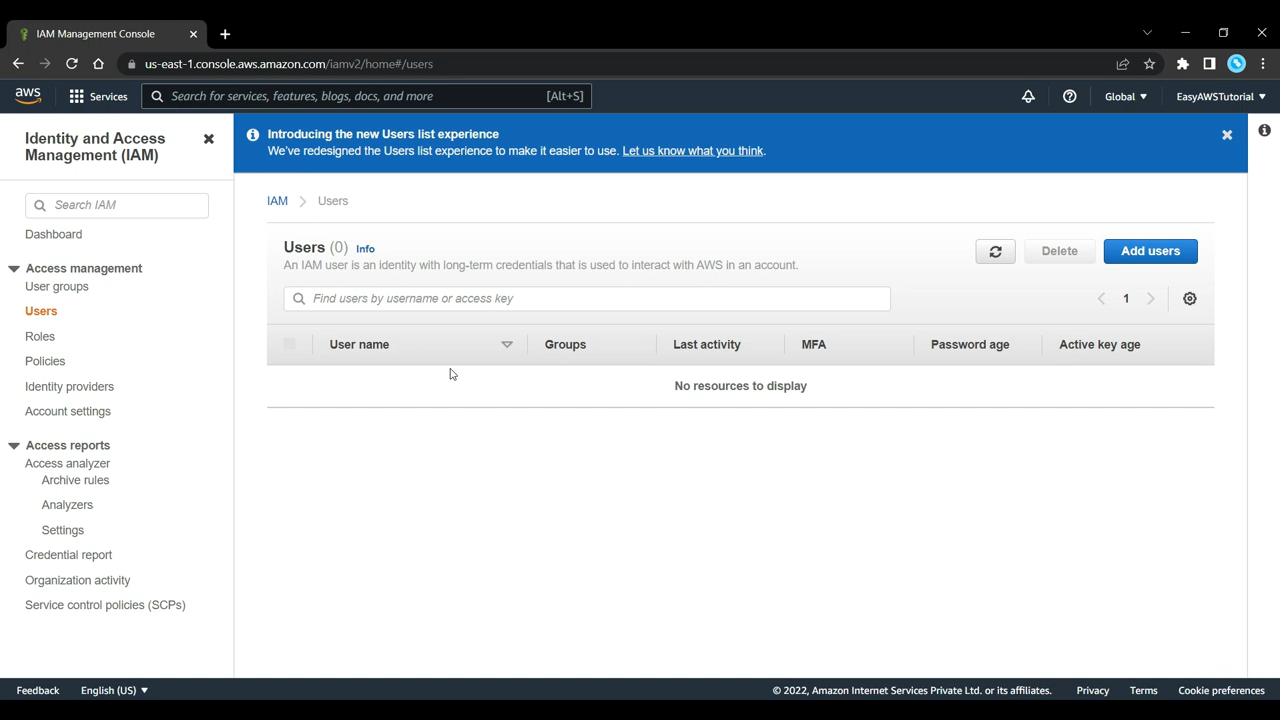 IAM Management Console
us-east-1.console.aws.amazon.com/iamv2/home#/users
aws
Services
Search for services, features, blogs, docs, and more
[Alt+S]
Global
EasyAWSTutorial
Identity and Access
Management (IAM)
Search IAM
Dashboard
Access management
User groups
Users
Roles
Policies
Identity providers
Account settings
Access reports
Access analyzer
Archive rules
Analyzers
Settings
Credential report
Organization activity
Service control policies (SCPs)
Introducing the new Users list experience
We've redesigned the Users list experience to make it easier to use. Let us know what you think.
IAM > Users
Users (0) Info
An IAM user is an identity with long-term credentials that is used to interact with AWS in an account.
Delete
Add users
Find users by username or access key
1
User name
Groups
Last activity
MFA
Password age
Active key age
No resources to display
Feedback
English (US)
© 2022, Amazon Internet Services Private Ltd. or its affiliates.
Privacy
Terms
Cookie preferences